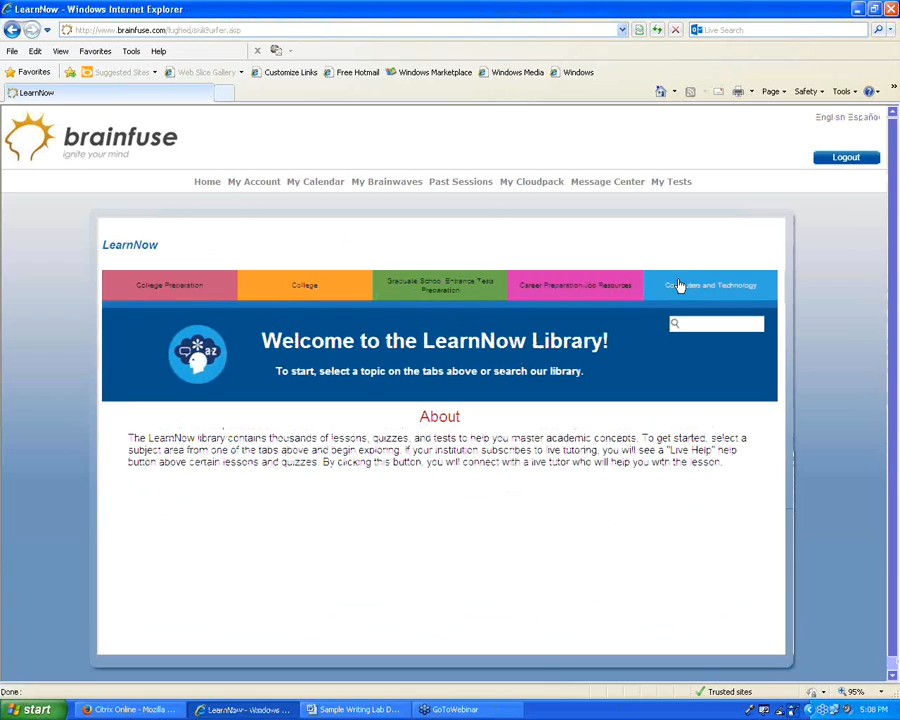 LearnNow - Windows Internet Explorer
http://www.brainfuse.com/highed/
Live Search
File Edit View Favorites Tools Help
Favorites Suggested Sites Web Slice Gallery Customize Links Free Hotmail Windows Marketplace Windows Media Windows
LearnNow Page Safety Tools
English Español
brainfuse
ignite your mind
Logout
Home My Account My Calendar My Brainwaves Past Sessions My Cloudpack Message Center My Tests
LearnNow
College Preparation College Graduate School Entrance Tests Preparation Career Preparation-Job Resources Computers and Technology
Welcome to the LearnNow Library!
To start, select a topic on the tabs above or search our library.
About
The LearnNow library contains thousands of lessons, quizzes, and tests to help you master academic concepts. To get started, select a
subject area from one of the tabs above and begin exploring. If your institution subscribes to live tutoring, you will see a "Live Help" help
button above certain lessons and quizzes. By clicking this button, you will connect with a live tutor who will help you with the lesson.
Done: Trusted sites 95%
start Citrix Online - Mozilla ... LearnNow - Windows ... Sample Writing Lab D... GoToWebinar 5:08 PM